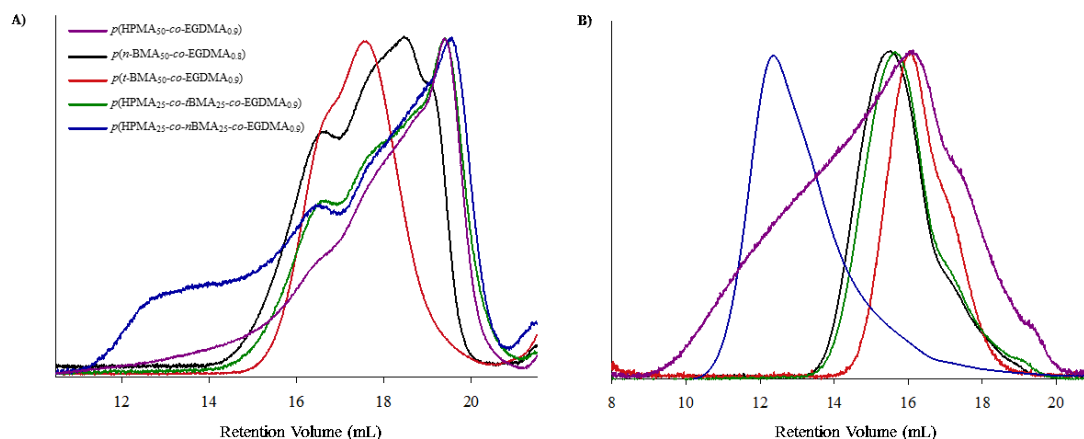 A)
p(HPMA50-co-EGDMA0.9)
p(n-BMA50-co-EGDMA0.8)
p(t-BMA50-co-EGDMA0.9)
p(HPMA25-co-tBMA25-co-EGDMA0.9)
p(HPMA25-co-nBMA25-co-EGDMA0.9)
12 14 16 18 20
Retention Volume (mL)
B)
8 10 12 14 16 18 20
Retention Volume (mL)